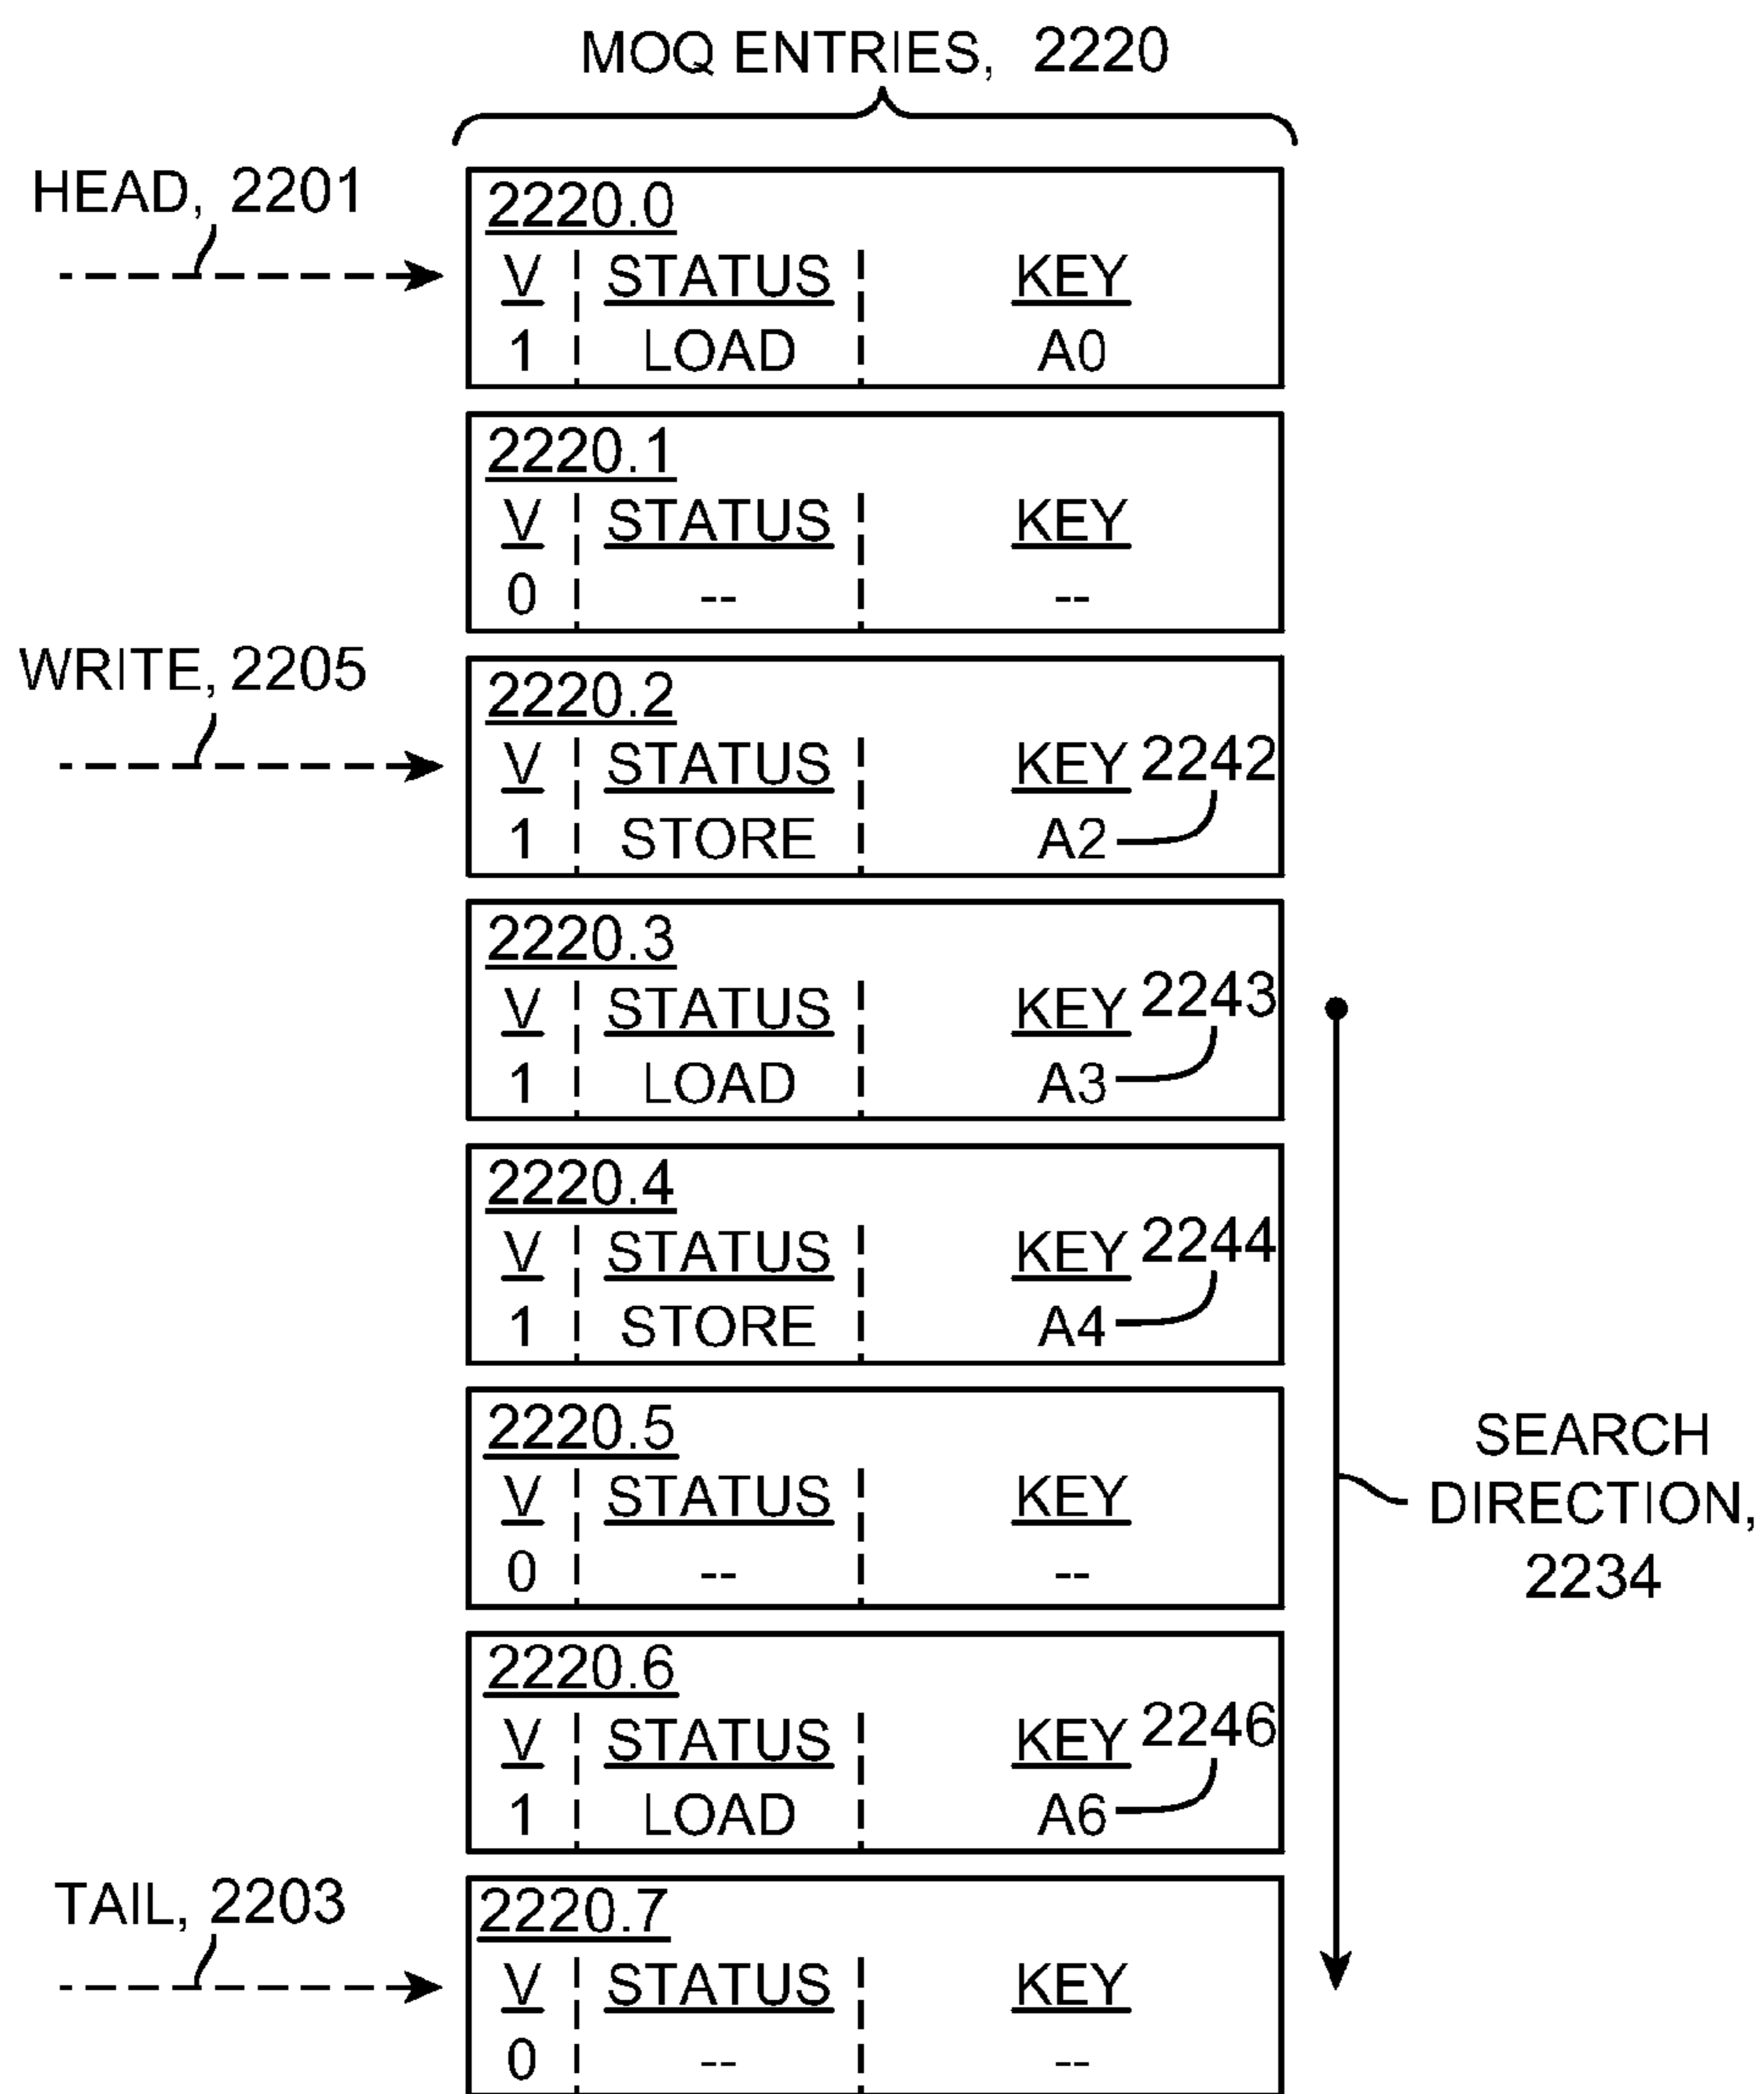 MOQ ENTRIES, 2220
HEAD, 2201
2220.0
V STATUS KEY
1 LOAD A0
2220.1
V STATUS KEY
0 -- --
WRITE, 2205
2220.2
V STATUS KEY 2242
1 STORE A2
2220.3
V STATUS KEY 2243
1 LOAD A3
2220.4
V STATUS KEY 2244
1 STORE A4
2220.5
V STATUS KEY
0 -- --
SEARCH
DIRECTION,
2234
2220.6
V STATUS KEY 2246
1 LOAD A6
TAIL, 2203
2220.7
V STATUS KEY
0 -- --